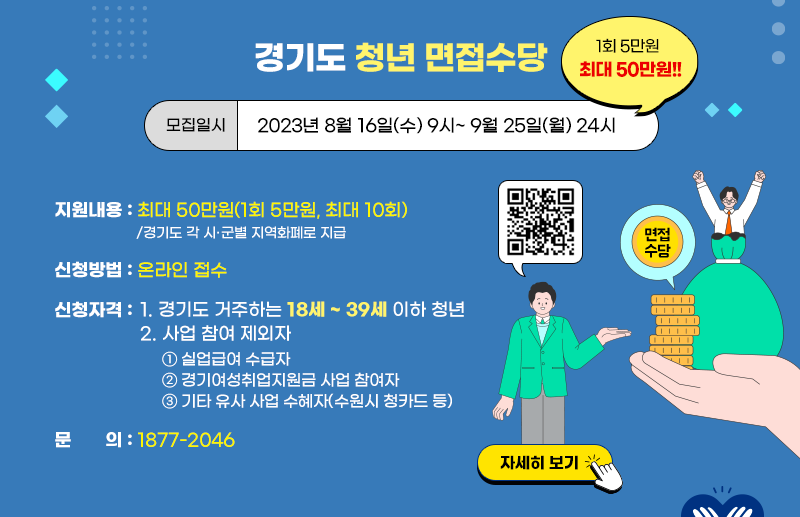 경기도 청년 면접수당
1회 5만원
최대 50만원!!
모집일시 2023년 8월 16일(수) 9시~ 9월 25일(월) 24시
지원내용 : 최대 50만원(1회 5만원, 최대 10회)
/경기도 각 시·군별 지역화폐로 지급
신청방법 : 온라인 접수
신청자격 : 1. 경기도 거주하는 18세 ~ 39세 이하 청년
2. 사업 참여 제외자
① 실업급여 수급자
② 경기여성취업지원금 사업 참여자
③ 기타 유사 사업 수혜자(수원시 청카드 등)
문 의 : 1877-2046
면접
수당
자세히 보기